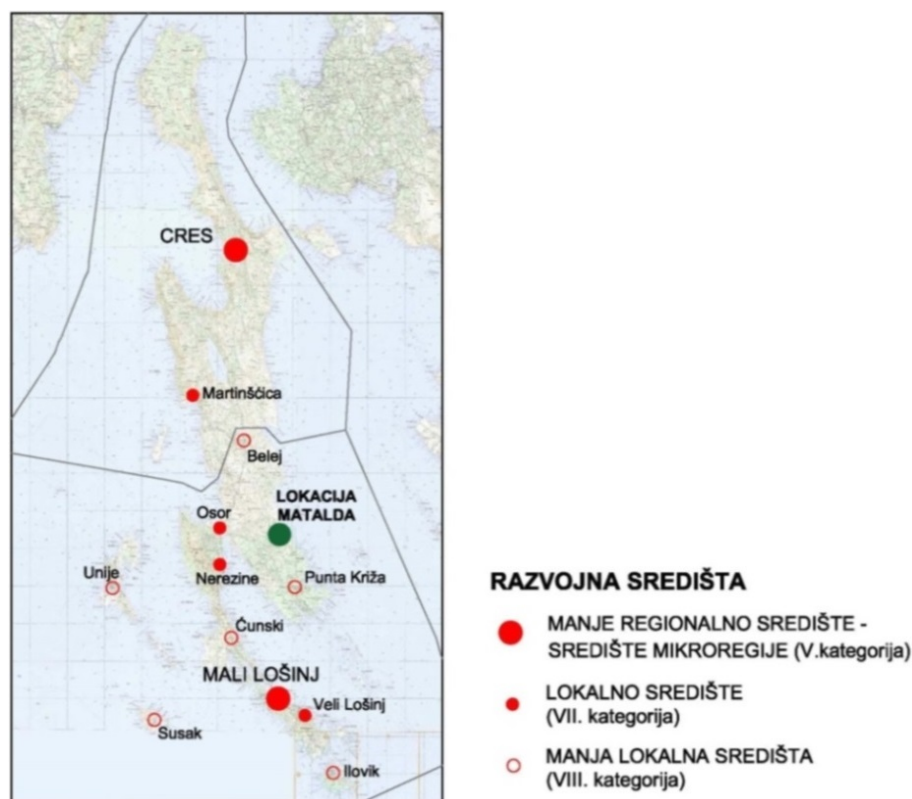 CRES
Martinšćica
Belej
LOKACIJA
MATALDA
Osor
Nerezine
Unije
Punta Križa
Ćunski
MALI LOŠINJ
Veli Lošinj
Susak
Ilovik
RAZVOJNA SREDIŠTA
MANJE REGIONALNO SREDIŠTE -
SREDIŠTE MIKROREGIJE (V.kategorija)
LOKALNO SREDIŠTE
(VII. kategorija)
MANJA LOKALNA SREDIŠTA
(VIII. kategorija)